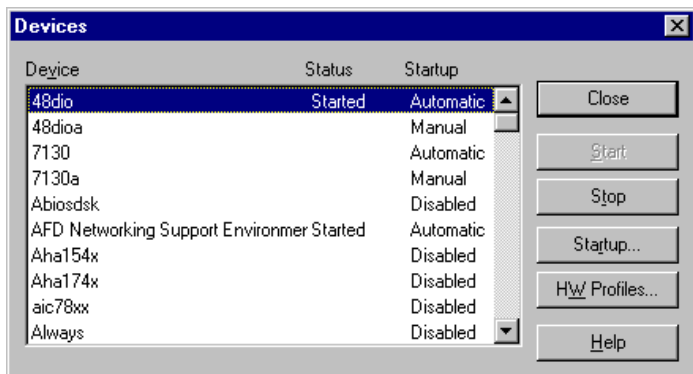 Devices
Device Status Startup
48dio Started Automatic
48dioa Manual
7130 Automatic
7130a Manual
Abiosdsk Disabled
AFD Networking Support Environmer Started Automatic
Aha154x Disabled
Aha174x Disabled
aic78xx Disabled
Always Disabled
Close
Start
Stop
Startup...
HW Profiles...
Help